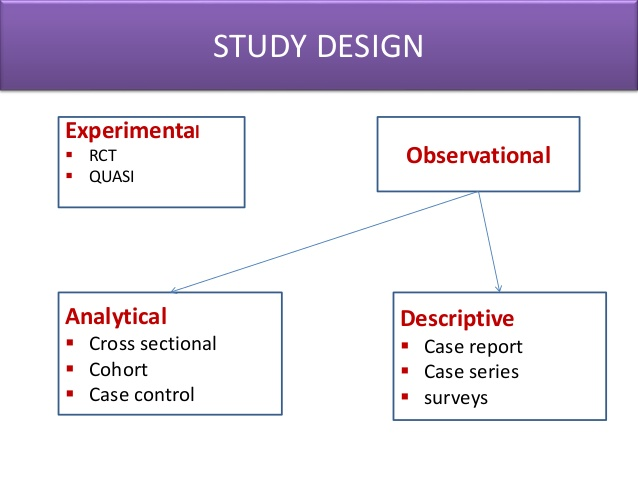 STUDY DESIGN
Experimental
RCT
QUASI
Observational
Analytical
Cross sectional
Cohort
Case control
Descriptive
Case report
Case series
surveys